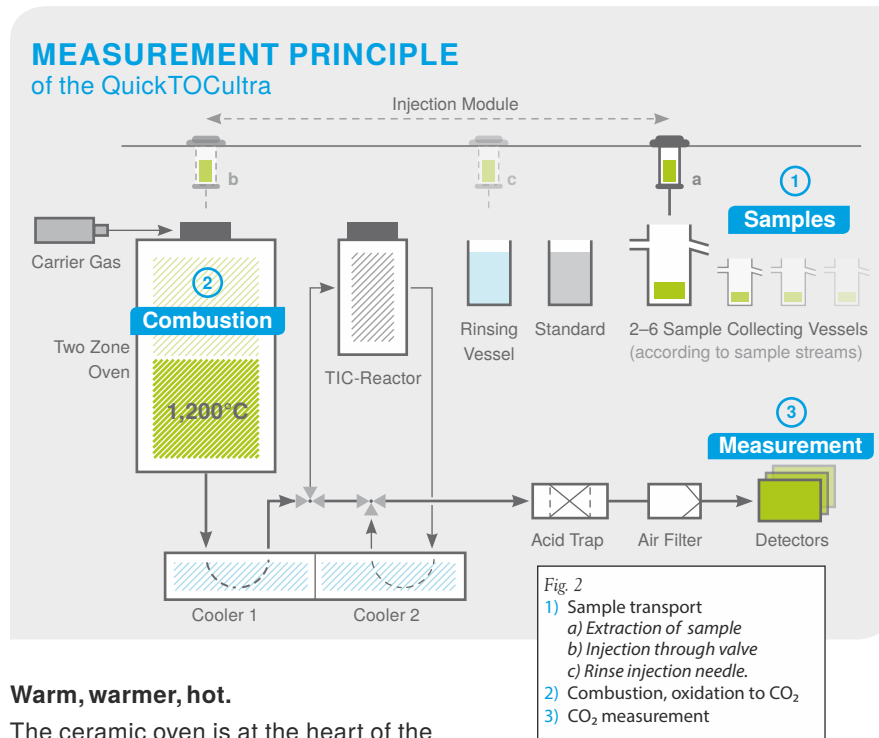 MEASUREMENT PRINCIPLE
of the QuickTOCultra
Injection Module
b
c
a
1
Samples
Carrier Gas
2
Combustion
Two Zone
Oven
1,200°C
TIC-Reactor
Rinsing
Vessel
Standard
2–6 Sample Collecting Vessels
(according to sample streams)
3
Measurement
Acid Trap
Air Filter
Detectors
Cooler 1
Cooler 2
Fig. 2
1) Sample transport
a) Extraction of sample
b) Injection through valve
c) Rinse injection needle.
2) Combustion, oxidation to CO₂
3) CO₂ measurement
Warm, warmer, hot.
The ceramic oven is at the heart of the